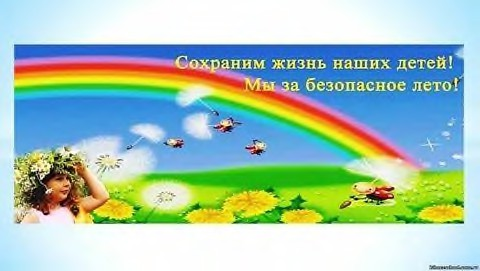 Сохраним жизнь наших детей!
Мы за безопасное лето!